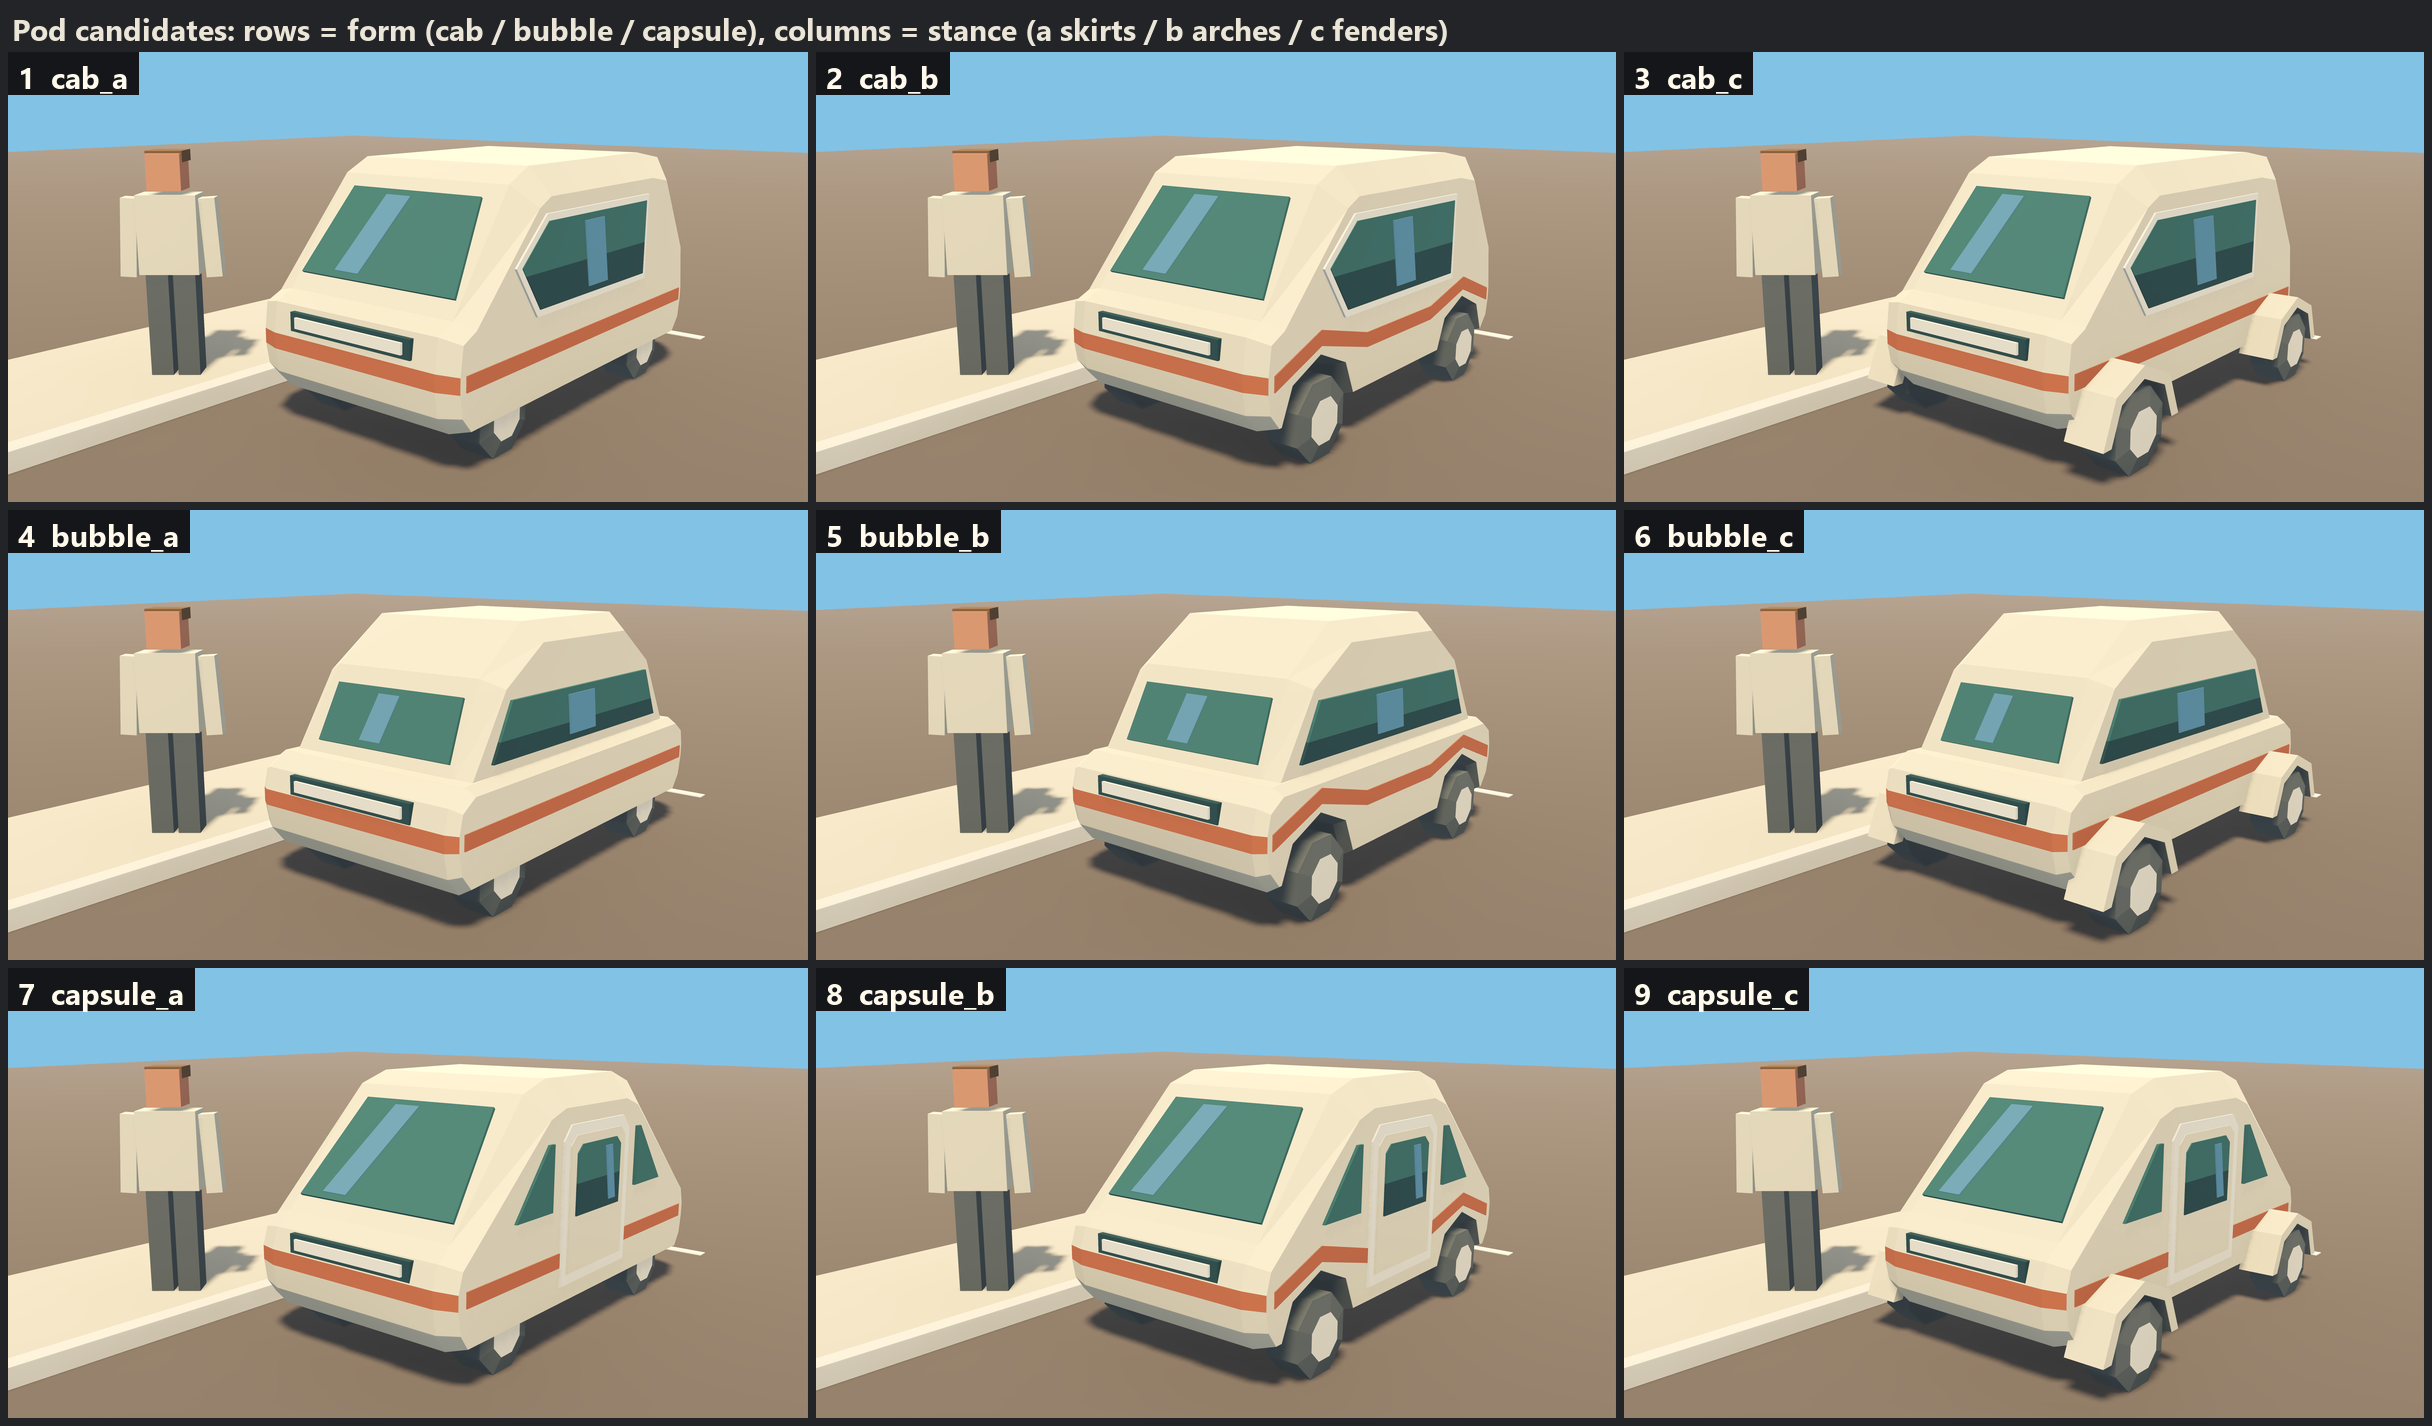 Pod candidates: rows = form (cab / bubble / capsule), columns = stance (a skirts / b arches / c fenders)
1 cab_a
2 cab_b
3 cab_c
4 bubble_a
5 bubble_b
6 bubble_c
7 capsule_a
8 capsule_b
9 capsule_c